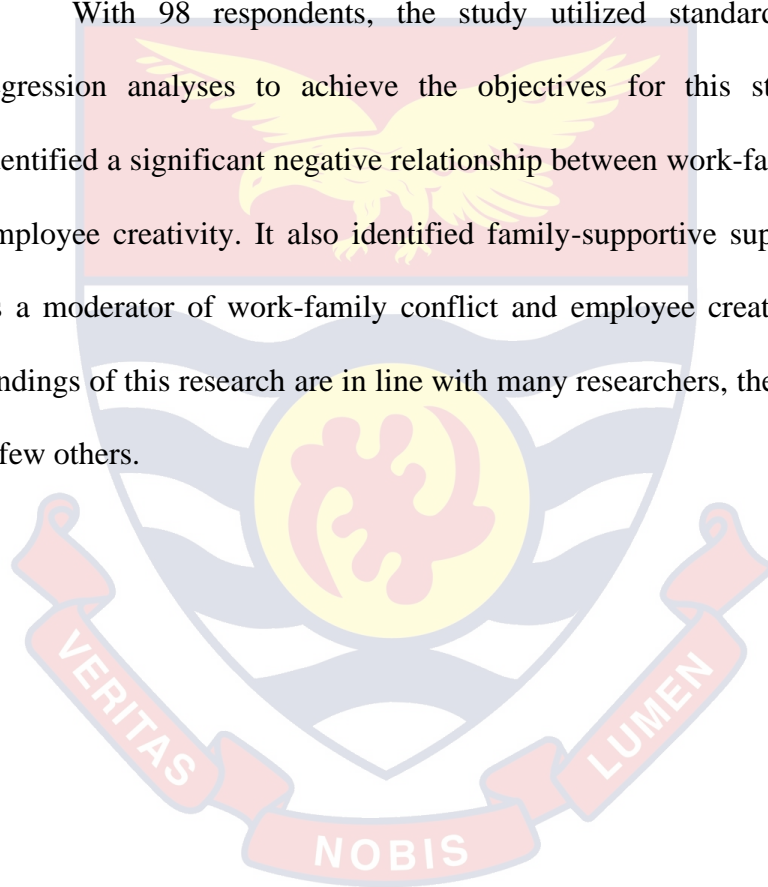 With 98 respondents, the study utilized standard
gression analyses to achieve the objectives for this st
entified a significant negative relationship between work-fa
mployee creativity. It also identified family-supportive sup
s a moderator of work-family conflict and employee creat
ndings of this research are in line with many researchers, the
few others.
VERITAS
NOBIS
LUMEN